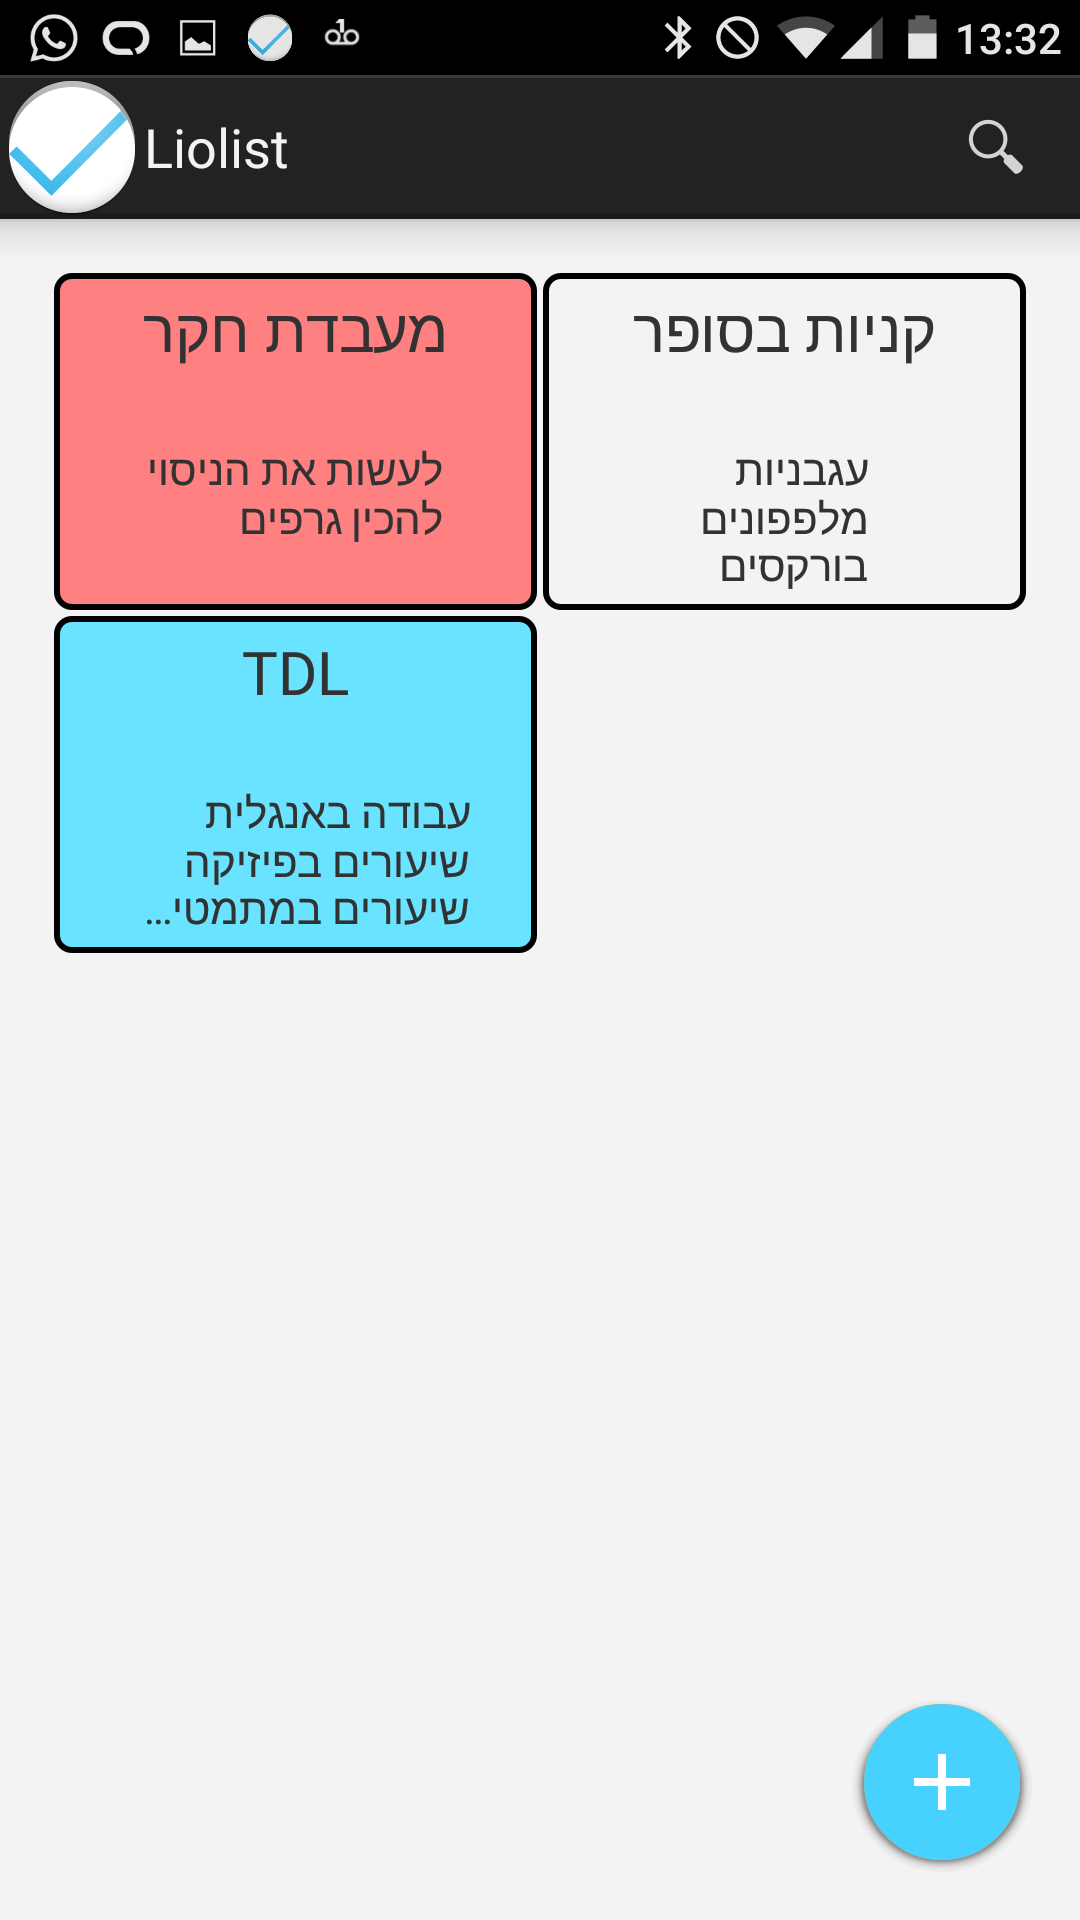 13:32
Liolist
מעבדת חקר
לעשות את הניסוי
להכין גרפים
קניות בסופר
עגבניות
מלפפונים
בורקסים
TDL
עבודה באנגלית
שיעורים בפיזיקה
שיעורים במתמטי...